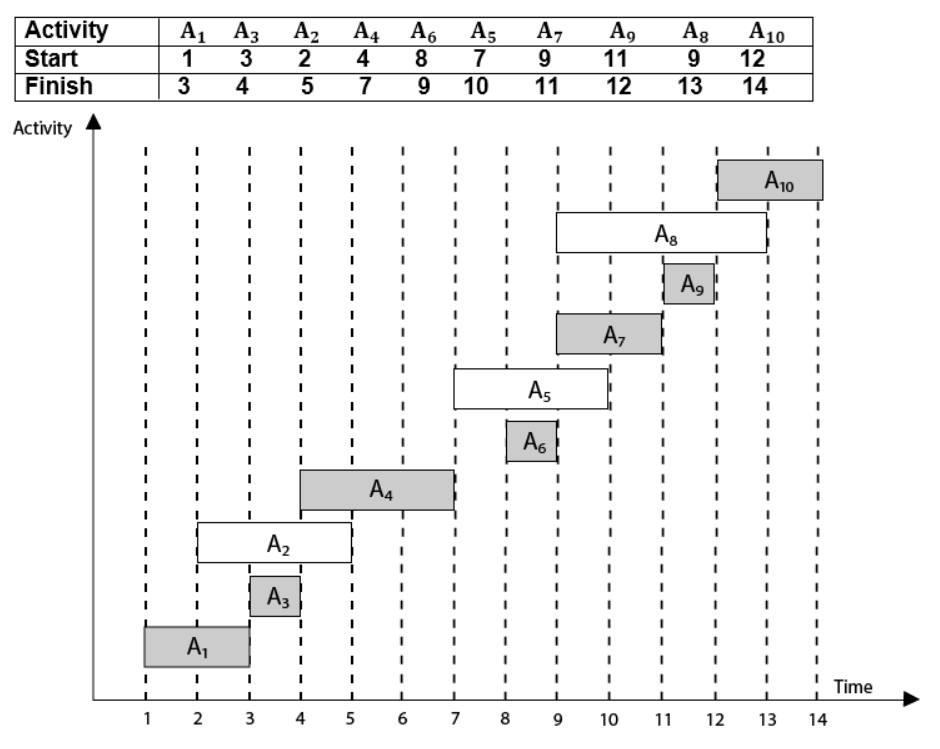 Activity A₁ A₃ A₂ A₄ A₆ A₅ A₇ A₉ A₈ A₁₀
Start 1 3 2 4 8 7 9 11 9 12
Finish 3 4 5 7 9 10 11 12 13 14
Activity
A₁₀
A₈
A₉
A₇
A₅
A₆
A₄
A₂
A₃
A₁
Time
1 2 3 4 5 6 7 8 9 10 11 12 13 14